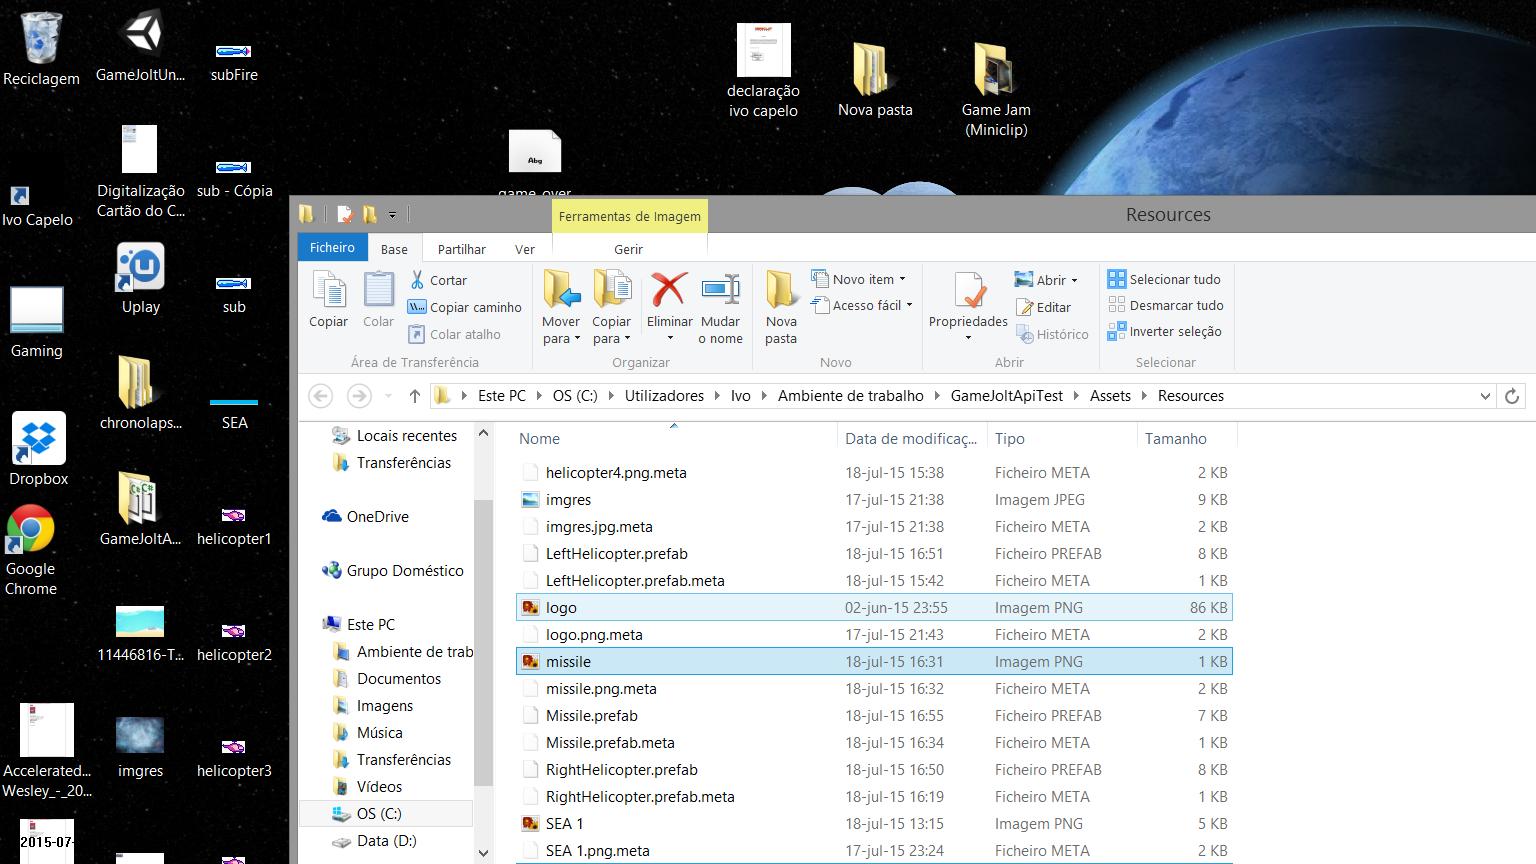 Reciclagem
GameJoltUn...
subFire
declaração
ivo capelo
Nova pasta
Game Jam
(Miniclip)
Abg
game_over
Ivo Capelo
Digitalização
Cartão do C...
sub - Cópia
Gaming
Uplay
sub
Dropbox
chronolaps...
SEA
Google
Chrome
GameJoltA...
helicopter1
11446816-T...
helicopter2
Accelerated...
Wesley_-_20...
imgres
helicopter3
2015-07-
Ferramentas de Imagem
Resources
Ficheiro
Base
Partilhar
Ver
Gerir
Copiar
Colar
Cortar
Copiar caminho
Colar atalho
Área de Transferência
Mover
para
Copiar
para
Eliminar
Mudar
o nome
Organizar
Nova
pasta
Novo item
Acesso fácil
Novo
Propriedades
Abrir
Editar
Histórico
Abrir
Selecionar tudo
Desmarcar tudo
Inverter seleção
Selecionar
Este PC OS (C:) Utilizadores Ivo Ambiente de trabalho GameJoltApiTest Assets Resources
Locais recentes
Transferências
OneDrive
Grupo Doméstico
Este PC
Ambiente de trab
Documentos
Imagens
Música
Transferências
Vídeos
OS (C:)
Data (D:)
Nome Data de modificaç... Tipo Tamanho
helicopter4.png.meta 18-jul-15 15:38 Ficheiro META 2 KB
imgres 17-jul-15 21:38 Imagem JPEG 9 KB
imgres.jpg.meta 17-jul-15 21:38 Ficheiro META 2 KB
LeftHelicopter.prefab 18-jul-15 16:51 Ficheiro PREFAB 8 KB
LeftHelicopter.prefab.meta 18-jul-15 15:42 Ficheiro META 1 KB
logo 02-jun-15 23:55 Imagem PNG 86 KB
logo.png.meta 17-jul-15 21:43 Ficheiro META 2 KB
missile 18-jul-15 16:31 Imagem PNG 1 KB
missile.png.meta 18-jul-15 16:32 Ficheiro META 2 KB
Missile.prefab 18-jul-15 16:55 Ficheiro PREFAB 7 KB
Missile.prefab.meta 18-jul-15 16:34 Ficheiro META 1 KB
RightHelicopter.prefab 18-jul-15 16:50 Ficheiro PREFAB 8 KB
RightHelicopter.prefab.meta 18-jul-15 16:19 Ficheiro META 1 KB
SEA 1 18-jul-15 13:15 Imagem PNG 5 KB
SEA 1.png.meta 17-jul-15 23:24 Ficheiro META 2 KB